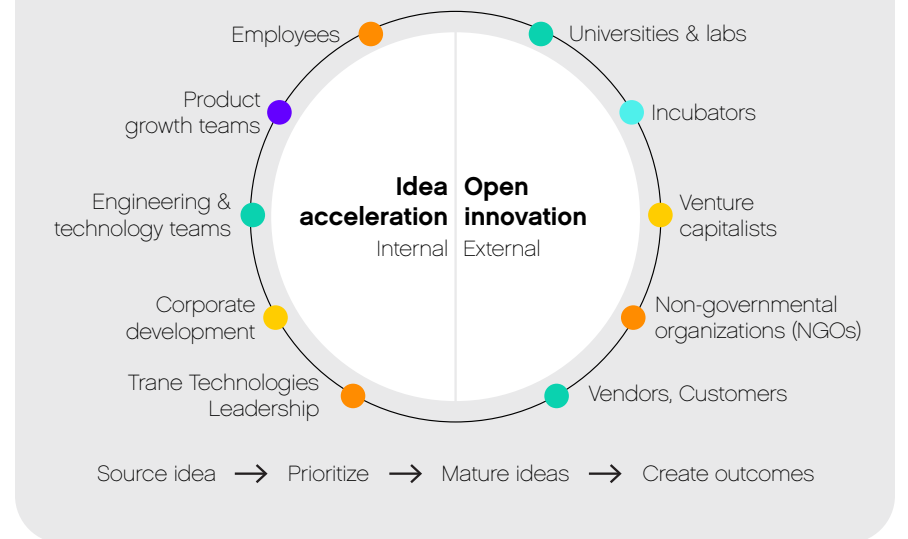 Employees
Product
growth teams
Engineering &
technology teams
Corporate
development
Trane Technologies
Leadership
Idea
acceleration
Internal
Open
innovation
External
Universities & labs
Incubators
Venture
capitalists
Non-governmental
organizations (NGOs)
Vendors, Customers
Source idea → Prioritize → Mature ideas → Create outcomes